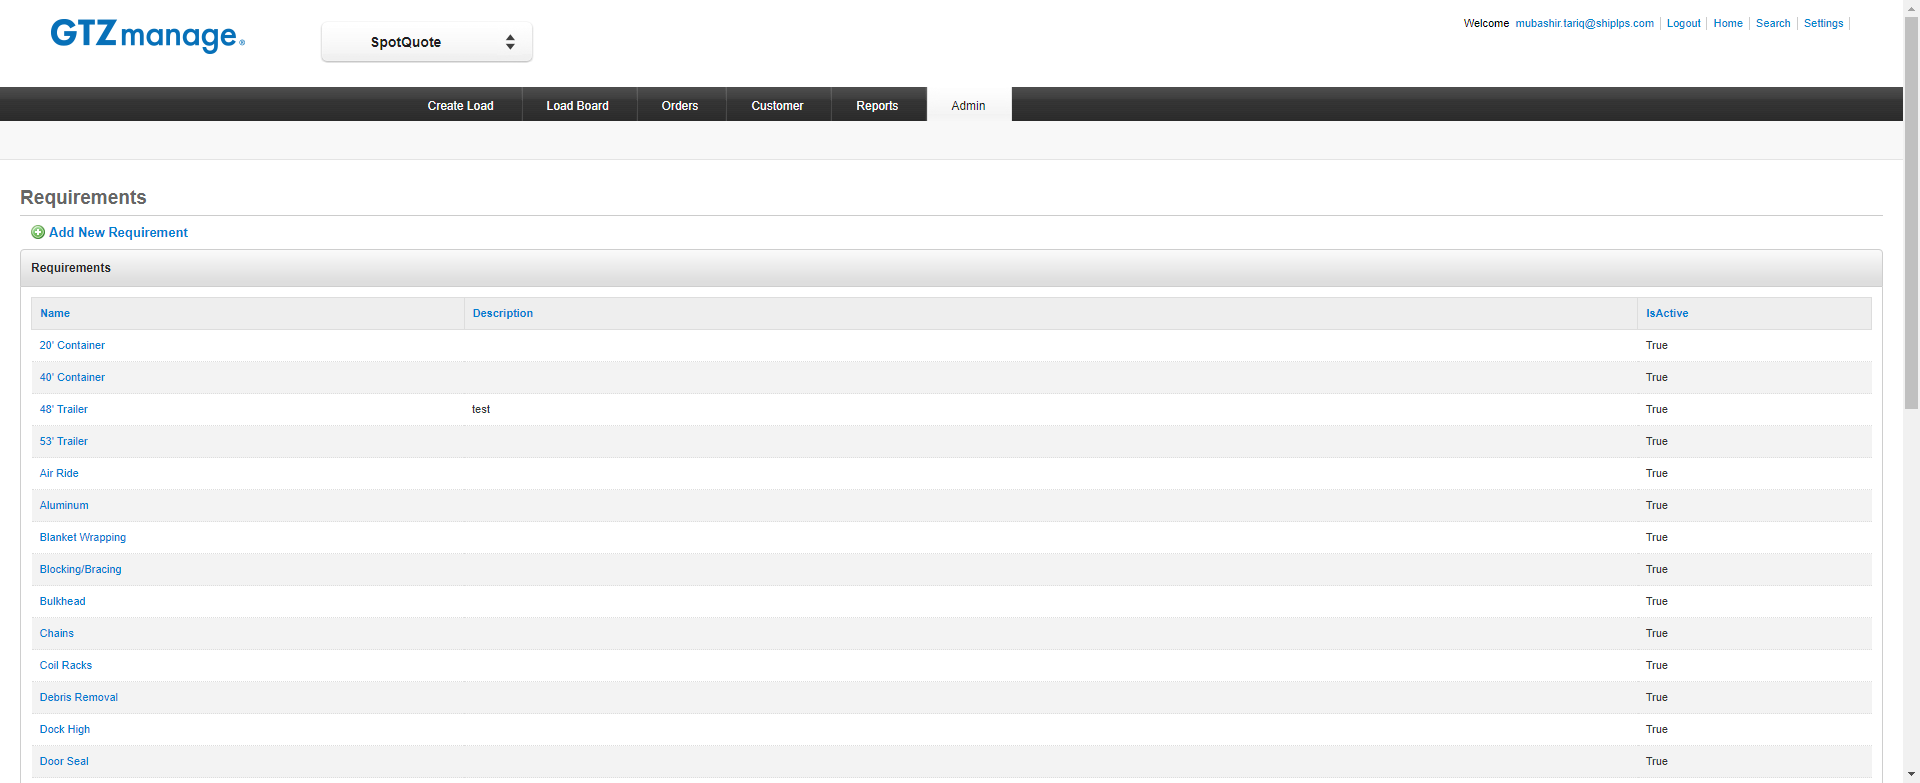 GTZmanage®
SpotQuote
Welcome mubashir.tariq@shiplps.com Logout Home Search Settings
Create Load Load Board Orders Customer Reports Admin
Requirements
Add New Requirement
Requirements
Name Description IsActive
20' Container True
40' Container True
48' Trailer test True
53' Trailer True
Air Ride True
Aluminum True
Blanket Wrapping True
Blocking/Bracing True
Bulkhead True
Chains True
Coil Racks True
Debris Removal True
Dock High True
Door Seal True